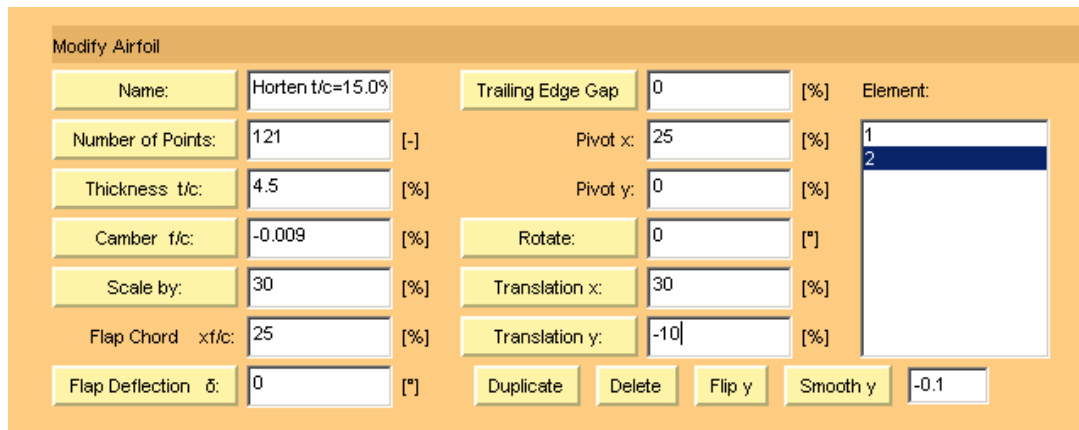 Modify Airfoil
Name: Horten t/c=15.0% Trailing Edge Gap 0 [%] Element:
Number of Points: 121 [-] Pivot x: 25 [%] 1
2
Thickness t/c: 4.5 [%] Pivot y: 0 [%]
Camber f/c: -0.009 [%] Rotate: 0 [°]
Scale by: 30 [%] Translation x: 30 [%]
Flap Chord xf/c: 25 [%] Translation y: -10 [%]
Flap Deflection δ: 0 [°] Duplicate Delete Flip y Smooth y -0.1